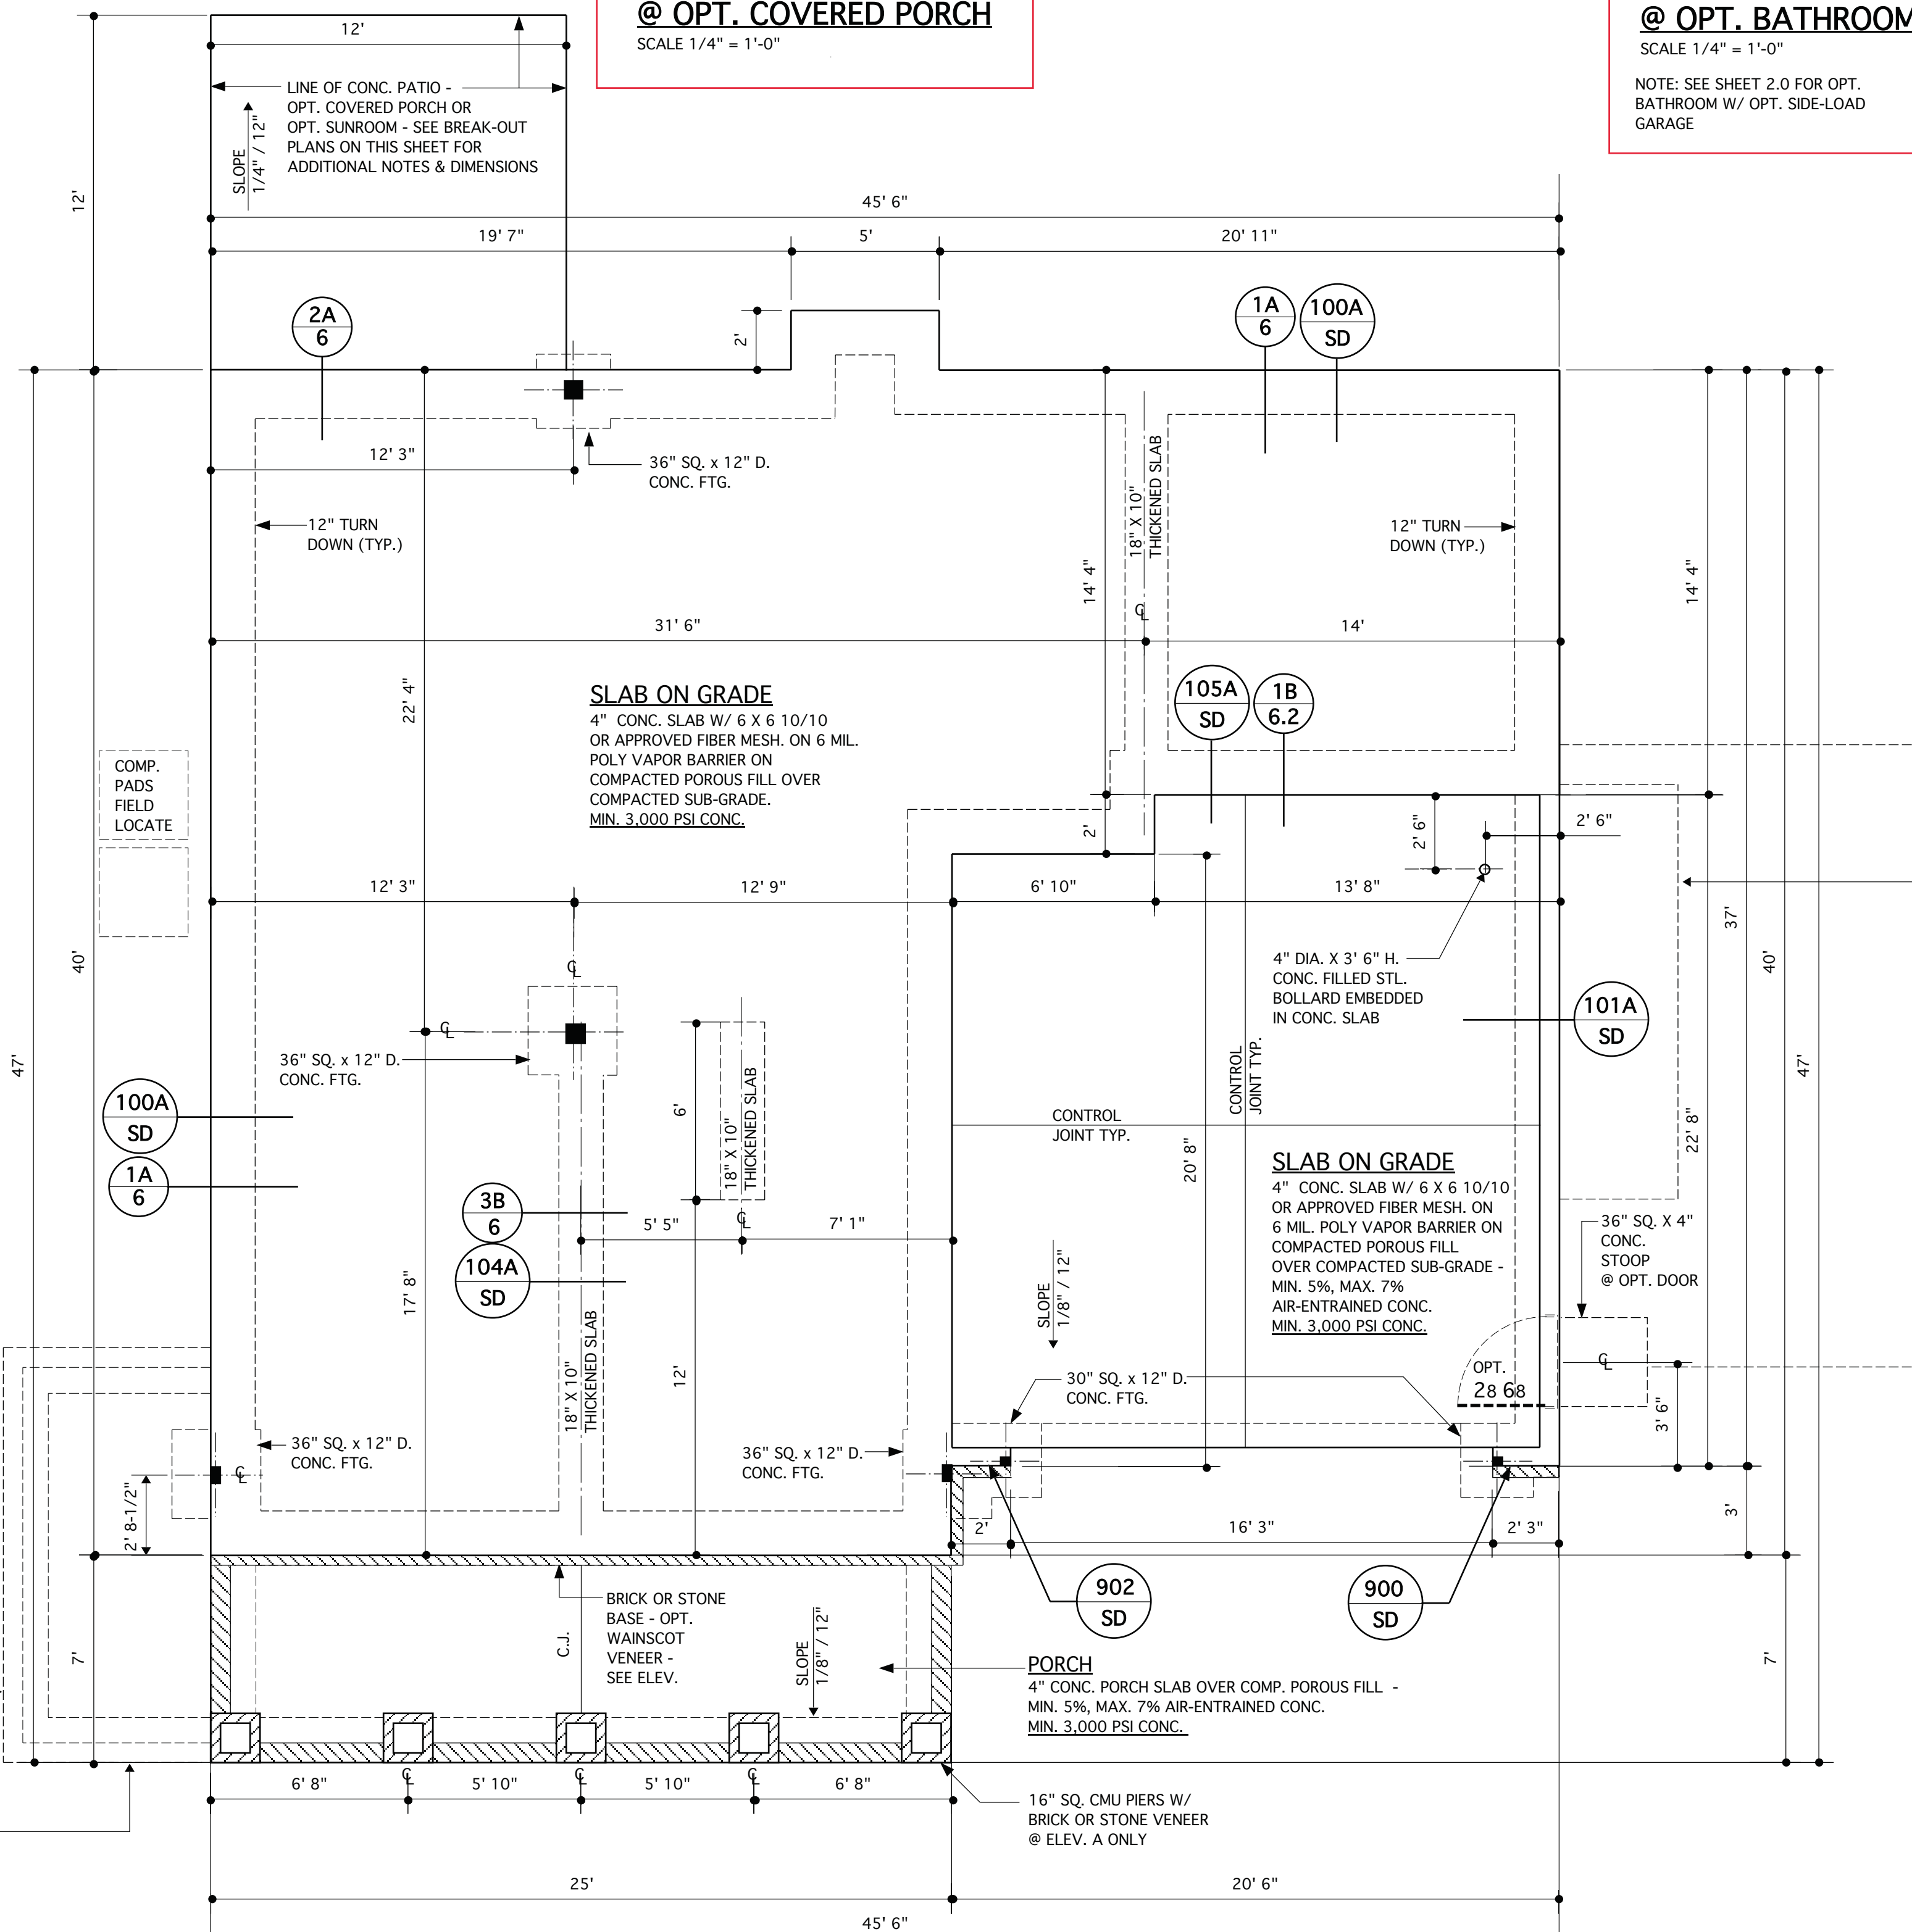 @ OPT. COVERED PORCH
SCALE 1/4" = 1'-0"
@ OPT. BATHROOM
SCALE 1/4" = 1'-0"
NOTE: SEE SHEET 2.0 FOR OPT.
BATHROOM W/ OPT. SIDE-LOAD
GARAGE
12'
LINE OF CONC. PATIO -
OPT. COVERED PORCH OR
OPT. SUNROOM - SEE BREAK-OUT
PLANS ON THIS SHEET FOR
ADDITIONAL NOTES & DIMENSIONS
SLOPE
1/4" / 12"
12'
45' 6"
19' 7"
5'
20' 11"
2A
6
2'
1A
6
100A
SD
12' 3"
36" SQ. x 12" D.
CONC. FTG.
12" TURN
DOWN (TYP.)
18" X 10"
THICKENED SLAB
12" TURN
DOWN (TYP.)
14' 4"
14' 4"
CL
31' 6"
14'
22' 4"
SLAB ON GRADE
4" CONC. SLAB W/ 6 X 6 10/10
OR APPROVED FIBER MESH. ON 6 MIL.
POLY VAPOR BARRIER ON
COMPACTED POROUS FILL OVER
COMPACTED SUB-GRADE.
MIN. 3,000 PSI CONC.
105A
SD
1B
6.2
COMP.
PADS
FIELD
LOCATE
2'
2' 6"
2' 6"
12' 3"
12' 9"
6' 10"
13' 8"
37'
40'
40'
CL
4" DIA. X 3' 6" H.
CONC. FILLED STL.
BOLLARD EMBEDDED
IN CONC. SLAB
101A
SD
CL
36" SQ. x 12" D.
CONC. FTG.
47'
47'
100A
SD
1A
6
6'
18" X 10"
THICKENED SLAB
CONTROL
JOINT TYP.
CONTROL
JOINT TYP.
20' 8"
22' 8"
SLAB ON GRADE
4" CONC. SLAB W/ 6 X 6 10/10
OR APPROVED FIBER MESH. ON
6 MIL. POLY VAPOR BARRIER ON
COMPACTED POROUS FILL
OVER COMPACTED SUB-GRADE -
MIN. 5%, MAX. 7%
AIR-ENTRAINED CONC.
MIN. 3,000 PSI CONC.
3B
6
104A
SD
5' 5"
CL
7' 1"
36" SQ. X 4"
CONC.
STOOP
@ OPT. DOOR
17' 8"
SLOPE
1/8" / 12"
12'
18" X 10"
THICKENED SLAB
30" SQ. x 12" D.
CONC. FTG.
OPT.
28 68
CL
3' 6"
36" SQ. x 12" D.
CONC. FTG.
36" SQ. x 12" D.
CONC. FTG.
CL
2' 8-1/2"
2'
16' 3"
2' 3"
3'
902
SD
900
SD
7'
7'
BRICK OR STONE
BASE - OPT.
WAINSCOT
VENEER -
SEE ELEV.
C.J.
SLOPE
1/8" / 12"
PORCH
4" CONC. PORCH SLAB OVER COMP. POROUS FILL -
MIN. 5%, MAX. 7% AIR-ENTRAINED CONC.
MIN. 3,000 PSI CONC.
6' 8"
CL
5' 10"
CL
5' 10"
CL
6' 8"
16" SQ. CMU PIERS W/
BRICK OR STONE VENEER
@ ELEV. A ONLY
25'
20' 6"
45' 6"